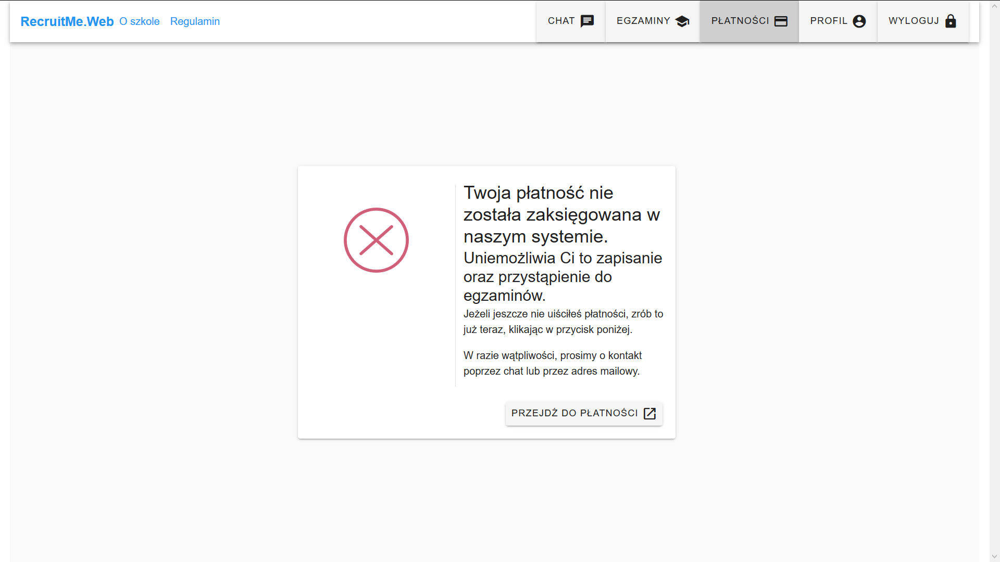 RecruitMe.Web O szkole Regulamin CHAT EGZAMINY PŁATNOŚCI PROFIL WYLOGUJ
Twoja płatność nie
została zaksięgowana w
naszym systemie.
Uniemożliwia Ci to zapisanie
oraz przystąpienie do
egzaminów.
Jeżeli jeszcze nie uiściłeś płatności, zrób to
już teraz, klikając w przycisk poniżej.
W razie wątpliwości, prosimy o kontakt
poprzez chat lub przez adres mailowy.
PRZEJDŹ DO PŁATNOŚCI